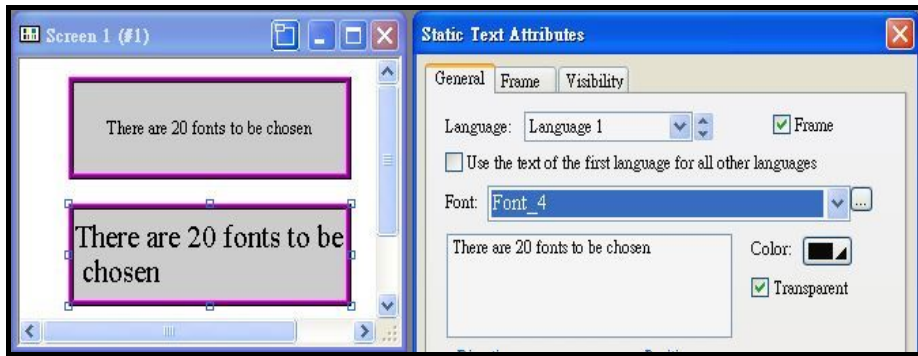 Screen 1 (#1)
There are 20 fonts to be chosen
There are 20 fonts to be
chosen
Static Text Attributes
General Frame Visibility
Language: Language 1 Frame
Use the text of the first language for all other languages
Font: Font_4 ...
There are 20 fonts to be chosen
Color:
Transparent